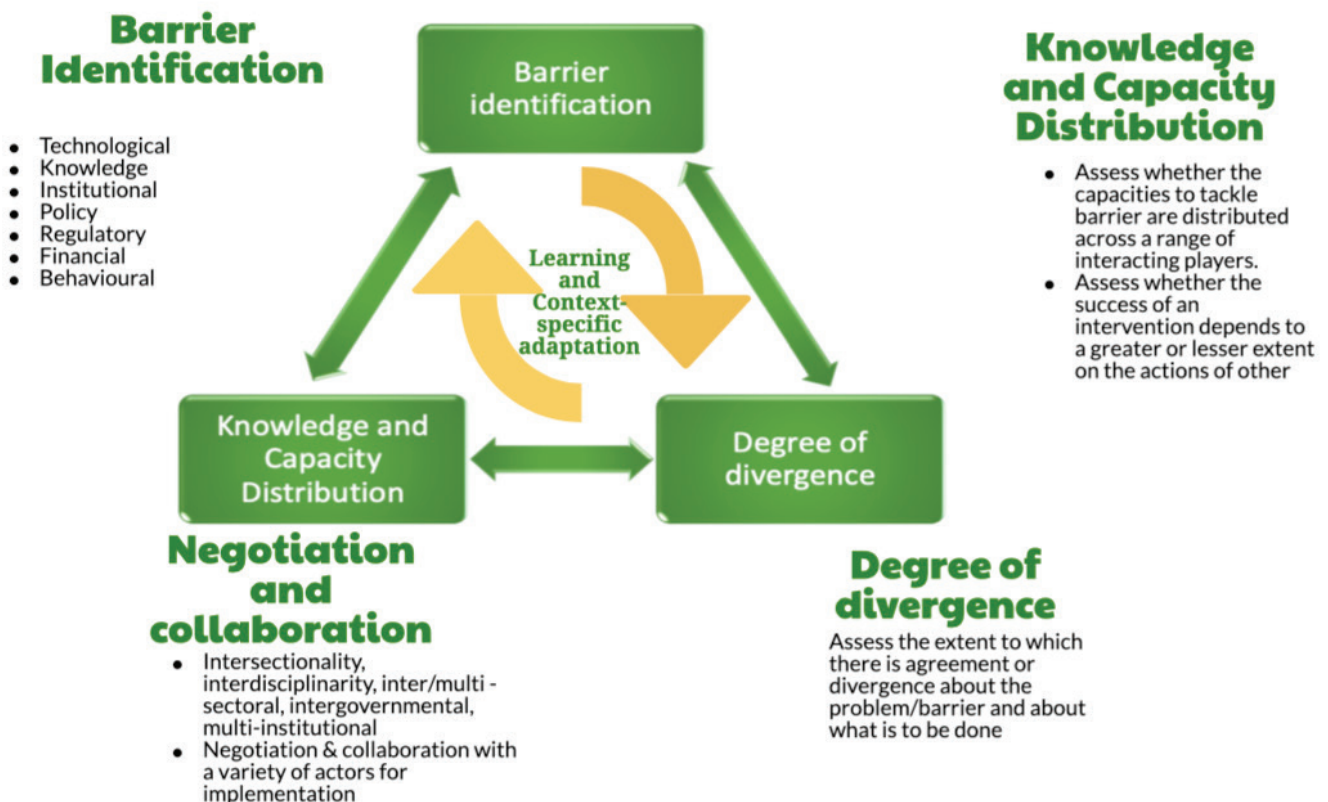 Barrier
Identification
● Technological
● Knowledge
● Institutional
● Policy
● Regulatory
● Financial
● Behavioural
Barrier
identification
Knowledge
and Capacity
Distribution
● Assess whether the
capacities to tackle
barrier are distributed
across a range of
interacting players.
● Assess whether the
success of an
intervention depends to
a greater or lesser extent
on the actions of other
Learning
and
Context-
specific
adaptation
Knowledge and
Capacity
Distribution
Degree of
divergence
Negotiation
and
collaboration
● Intersectionality,
interdisciplinarity, inter/multi -
sectoral, intergovernmental,
multi-institutional
● Negotiation & collaboration with
a variety of actors for
implementation
Degree of
divergence
Assess the extent to which
there is agreement or
divergence about the
problem/barrier and about
what is to be done